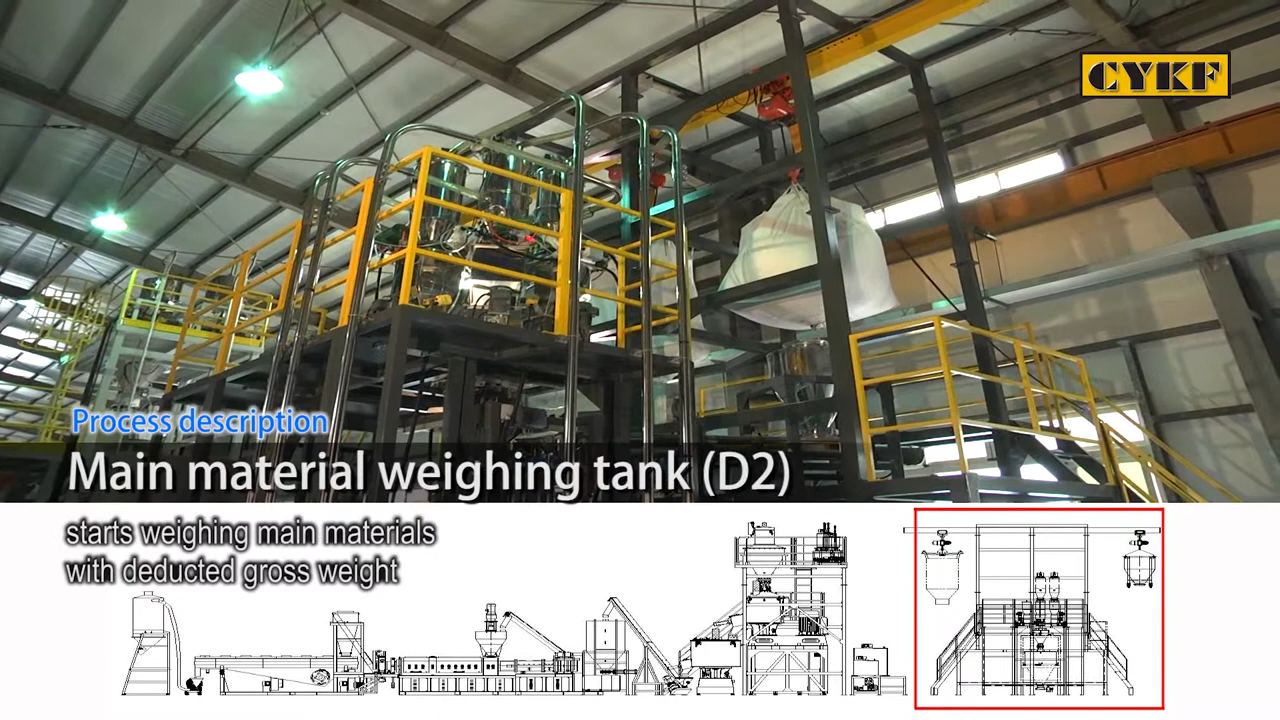 CYKF
Process description
Main material weighing tank (D2)
starts weighing main materials
with deducted gross weight